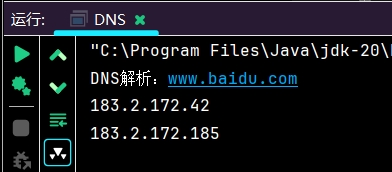 运行: DNS
"C:\Program Files\Java\jdk-20\
DNS解析：www.baidu.com
183.2.172.42
183.2.172.185